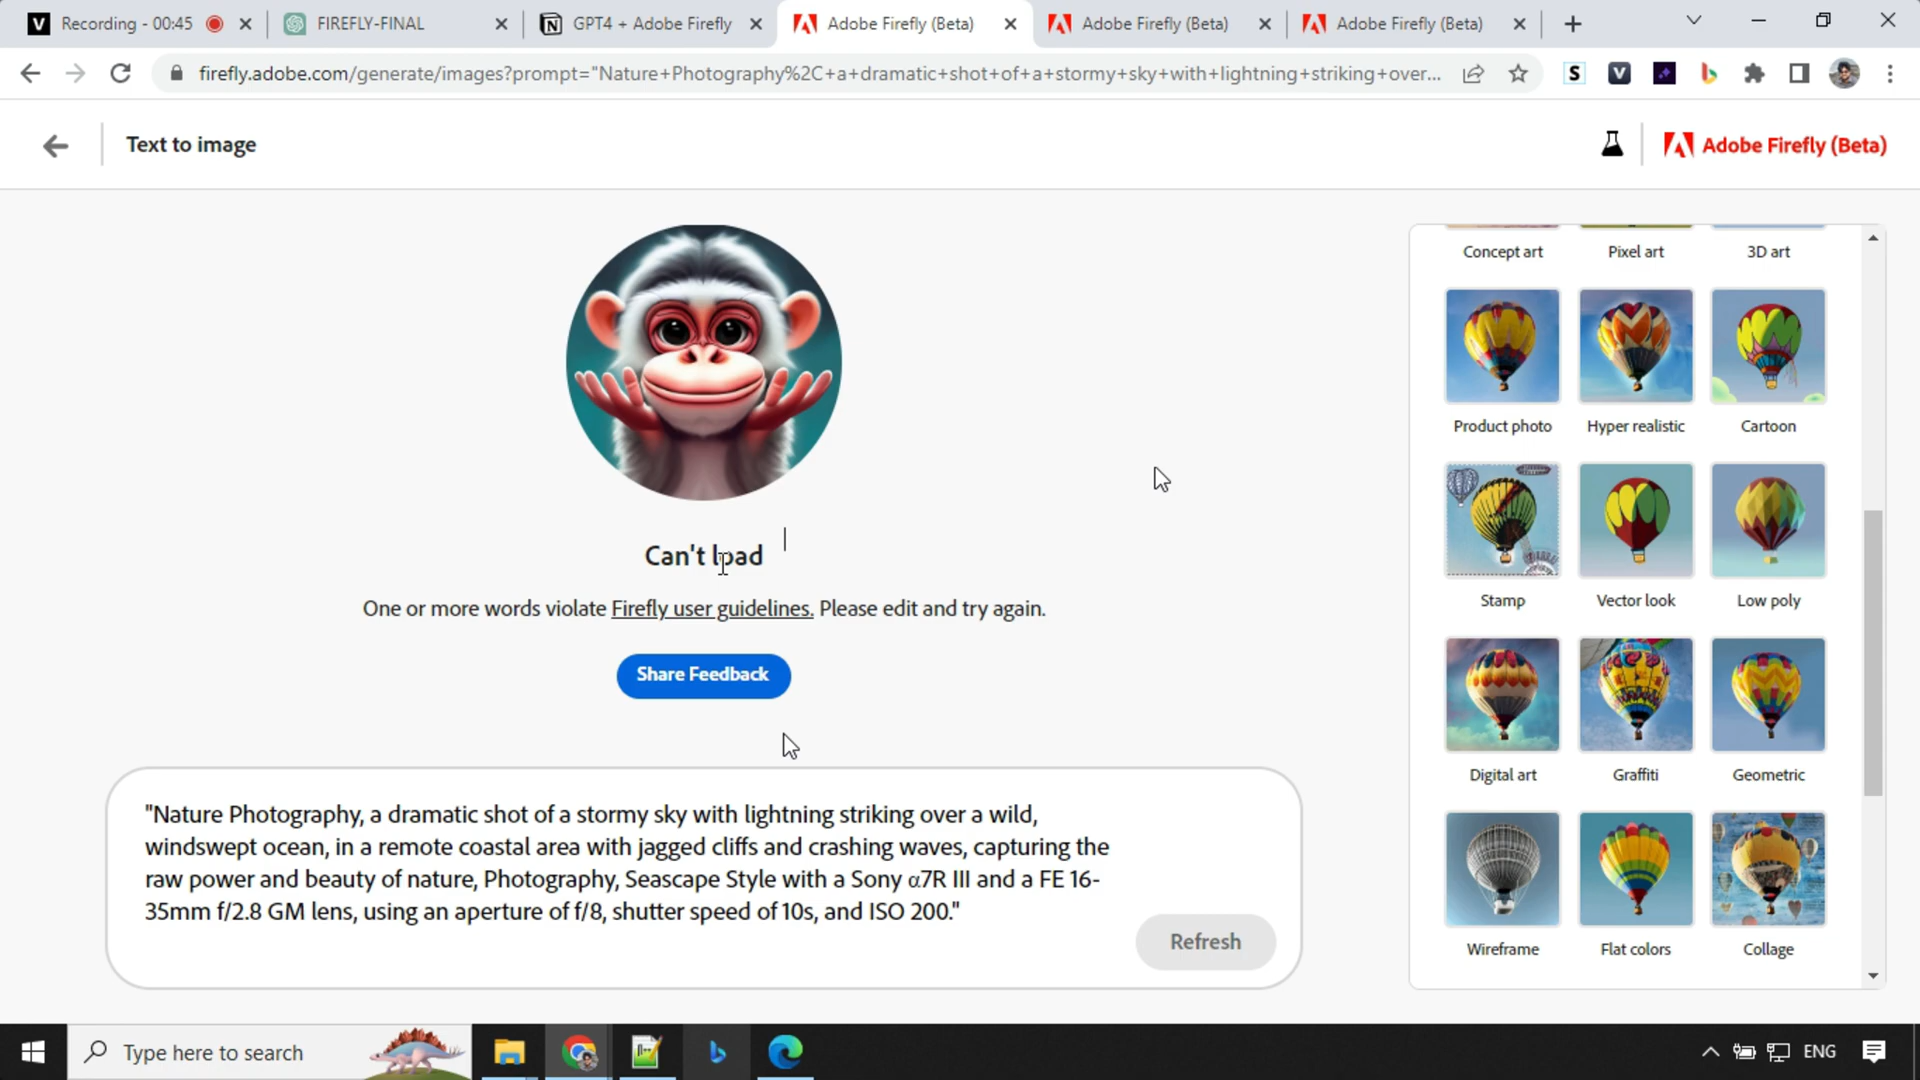 Recording - 00:45
FIREFLY-FINAL
GPT4 + Adobe Firefly
Adobe Firefly (Beta)
Adobe Firefly (Beta)
Adobe Firefly (Beta)
firefly.adobe.com/generate/images?prompt="Nature+Photography%2C+a+dramatic+shot+of+a+stormy+sky+with+lightning+striking+over...
Text to image
Adobe Firefly (Beta)
Concept art
Pixel art
3D art
Product photo
Hyper realistic
Cartoon
Stamp
Vector look
Low poly
Digital art
Graffiti
Geometric
Wireframe
Flat colors
Collage
Can't load
One or more words violate Firefly user guidelines. Please edit and try again.
Share Feedback
"Nature Photography, a dramatic shot of a stormy sky with lightning striking over a wild,
windswept ocean, in a remote coastal area with jagged cliffs and crashing waves, capturing the
raw power and beauty of nature, Photography, Seascape Style with a Sony α7R III and a FE 16-
35mm f/2.8 GM lens, using an aperture of f/8, shutter speed of 10s, and ISO 200."
Refresh
Type here to search
ENG